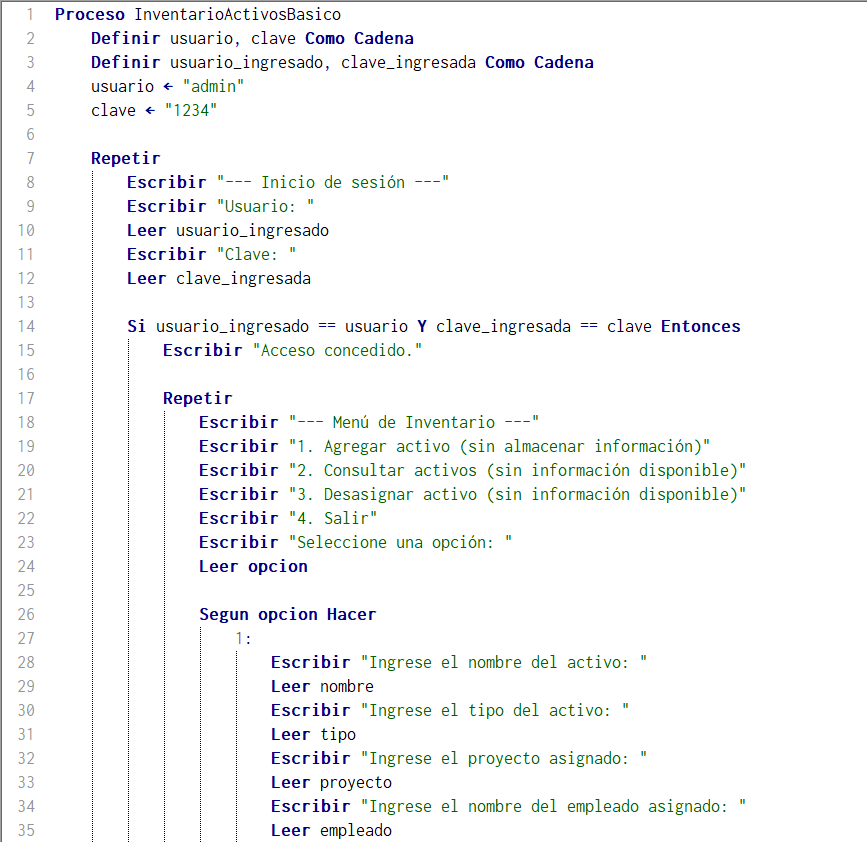 1 Proceso InventarioActivosBasico
2 Definir usuario, clave Como Cadena
3 Definir usuario_ingresado, clave_ingresada Como Cadena
4 usuario ← "admin"
5 clave ← "1234"
6
7 Repetir
8 Escribir "--- Inicio de sesión ---"
9 Escribir "Usuario: "
10 Leer usuario_ingresado
11 Escribir "Clave: "
12 Leer clave_ingresada
13
14 Si usuario_ingresado == usuario Y clave_ingresada == clave Entonces
15 Escribir "Acceso concedido."
16
17 Repetir
18 Escribir "--- Menú de Inventario ---"
19 Escribir "1. Agregar activo (sin almacenar información)"
20 Escribir "2. Consultar activos (sin información disponible)"
21 Escribir "3. Desasignar activo (sin información disponible)"
22 Escribir "4. Salir"
23 Escribir "Seleccione una opción: "
24 Leer opcion
25
26 Segun opcion Hacer
27 1:
28 Escribir "Ingrese el nombre del activo: "
29 Leer nombre
30 Escribir "Ingrese el tipo del activo: "
31 Leer tipo
32 Escribir "Ingrese el proyecto asignado: "
33 Leer proyecto
34 Escribir "Ingrese el nombre del empleado asignado: "
35 Leer empleado